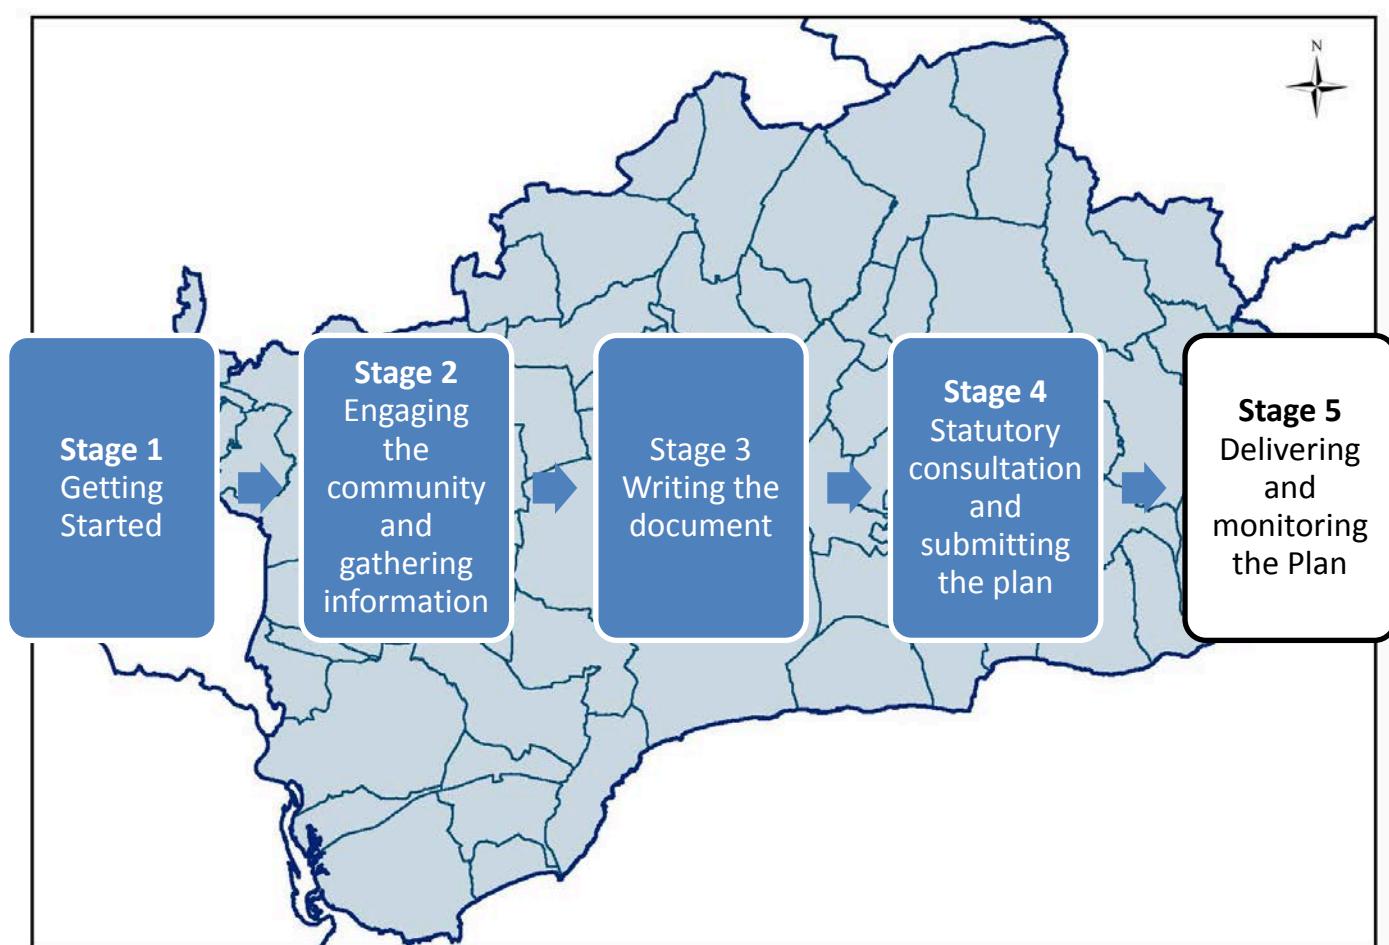 N
Stage 1
Getting
Started
Stage 2
Engaging
the
community
and
gathering
information
Stage 3
Writing the
document
Stage 4
Statutory
consultation
and
submitting
the plan
Stage 5
Delivering
and
monitoring
the Plan